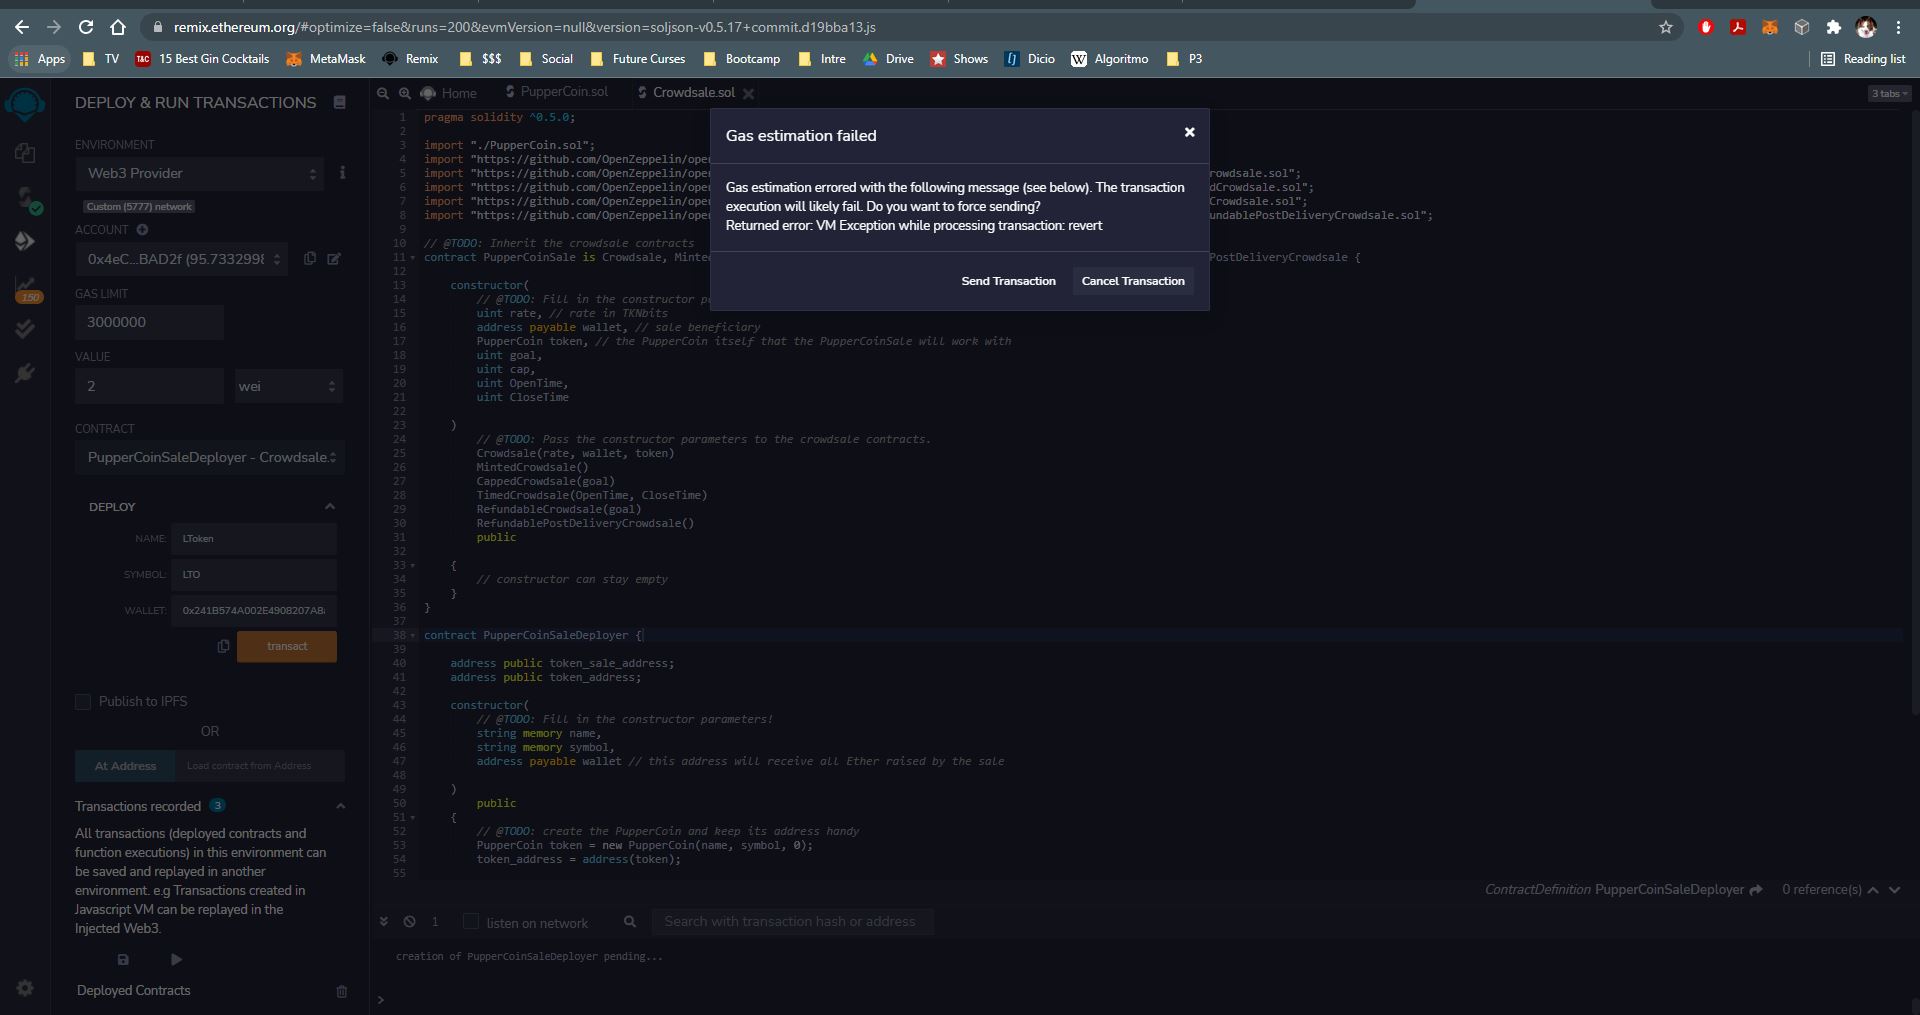 remix.ethereum.org/#optimize=false&runs=200&evmVersion=null&version=soljson-v0.5.17+commit.d19bba13.js
Apps TV T&C 15 Best Gin Cocktails MetaMask Remix $$$ Social Future Curses Bootcamp Intre Drive Shows Dicio W Algoritmo P3 Reading list
DEPLOY & RUN TRANSACTIONS
ENVIRONMENT
Web3 Provider
Custom (5777) network
ACCOUNT
0x4eC...BAD2f (95.7332998
GAS LIMIT
3000000
VALUE
2 wei
CONTRACT
PupperCoinSaleDeployer - Crowdsale.
DEPLOY
NAME: LToken
SYMBOL: LTO
WALLET: 0x241B574A002E4908207A8
transact
Publish to IPFS
OR
At Address Load contract from Address
Transactions recorded 3
All transactions (deployed contracts and
function executions) in this environment can
be saved and replayed in another
environment. e.g Transactions created in
Javascript VM can be replayed in the
Injected Web3.
Deployed Contracts
150
Home PupperCoin.sol Crowdsale.sol 3 tabs
1 pragma solidity ^0.5.0;
2
3 import "./PupperCoin.sol";
4 import "https://github.com/OpenZeppelin/ope
5 import "https://github.com/OpenZeppelin/ope rowdsale.sol";
6 import "https://github.com/OpenZeppelin/ope dCrowdsale.sol";
7 import "https://github.com/OpenZeppelin/ope Crowdsale.sol";
8 import "https://github.com/OpenZeppelin/ope undablePostDeliveryCrowdsale.sol";
9
10 // @TODO: Inherit the crowdsale contracts
11 contract PupperCoinSale is Crowdsale, Minte PostDeliveryCrowdsale {
12
13 constructor(
14 // @TODO: Fill in the constructor p
15 uint rate, // rate in TKNbits
16 address payable wallet, // sale beneficiary
17 PupperCoin token, // the PupperCoin itself that the PupperCoinSale will work with
18 uint goal,
19 uint cap,
20 uint OpenTime,
21 uint CloseTime
22
23 )
24 // @TODO: Pass the constructor parameters to the crowdsale contracts.
25 Crowdsale(rate, wallet, token)
26 MintedCrowdsale()
27 CappedCrowdsale(goal)
28 TimedCrowdsale(OpenTime, CloseTime)
29 RefundableCrowdsale(goal)
30 RefundablePostDeliveryCrowdsale()
31 public
32
33 {
34 // constructor can stay empty
35 }
36 }
37
38 contract PupperCoinSaleDeployer {
39
40 address public token_sale_address;
41 address public token_address;
42
43 constructor(
44 // @TODO: Fill in the constructor parameters!
45 string memory name,
46 string memory symbol,
47 address payable wallet // this address will receive all Ether raised by the sale
48
49 )
50 public
51 {
52 // @TODO: create the PupperCoin and keep its address handy
53 PupperCoin token = new PupperCoin(name, symbol, 0);
54 token_address = address(token);
55
Gas estimation failed
Gas estimation errored with the following message (see below). The transaction
execution will likely fail. Do you want to force sending?
Returned error: VM Exception while processing transaction: revert
Send Transaction Cancel Transaction
ContractDefinition PupperCoinSaleDeployer 0 reference(s)
1 listen on network Search with transaction hash or address
creation of PupperCoinSaleDeployer pending...
>